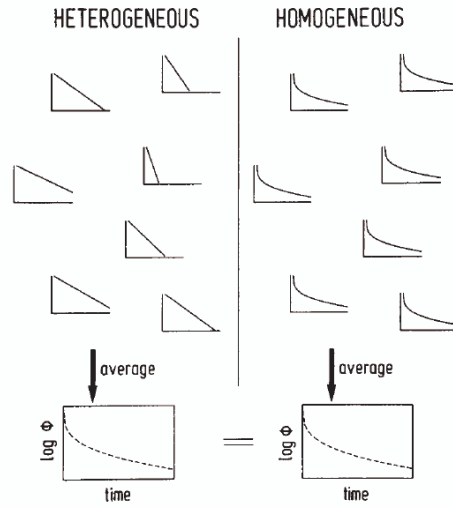 HETEROGENEOUS
HOMOGENEOUS
average
average
log Φ
time
=
log Φ
time